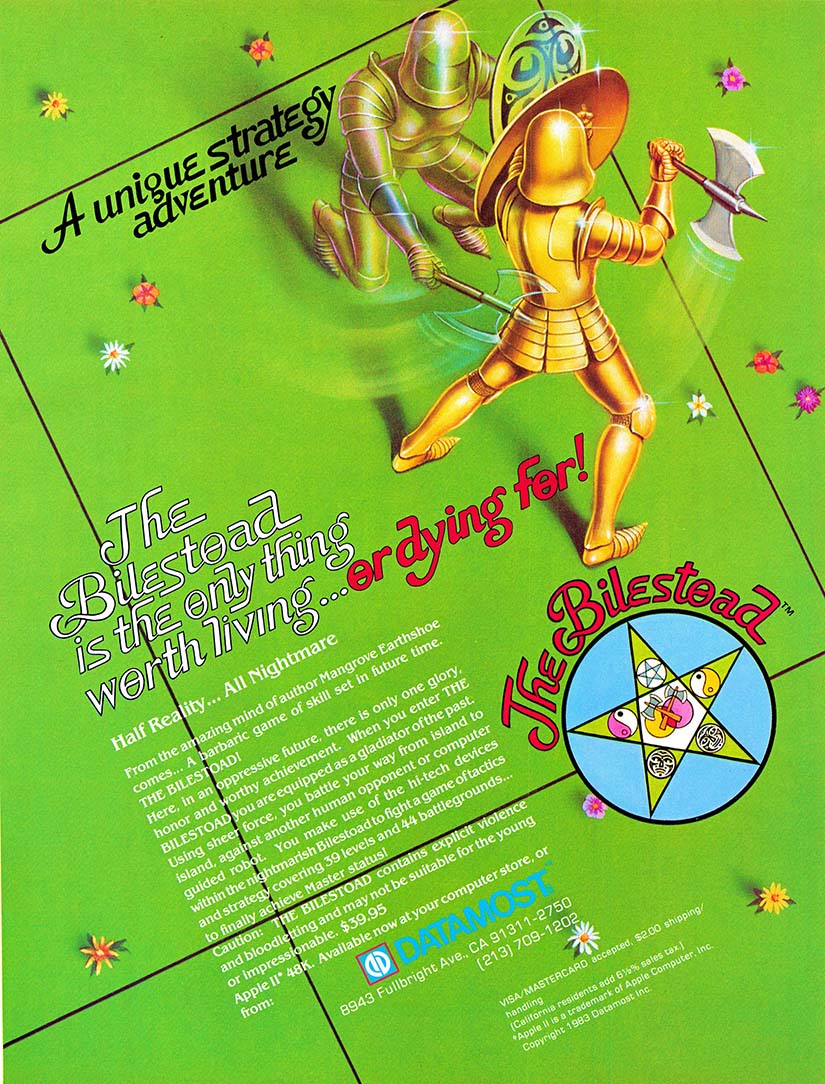 A unique strategy
adventure
The
Bilestoad
is the only thing
worth living...or dying for!
The Bilestoad™
Half Reality... All Nightmare
From the amazing mind of author Mangrove Earthshoe
comes... A barbaric game of skill set in future time.
THE BILESTOAD!
Here, in an oppressive future, there is only one glory,
honor and worthy achievement. When you enter THE
BILESTOAD you are equipped as a gladiator of the past.
Using sheer force, you battle your way from island to
island, against another human opponent or computer
guided robot. You make use of the hi-tech devices
within the nightmarish Bilestoad to fight a game of tactics
and strategy covering 39 levels and 44 battlegrounds...
to finally achieve Master status!
Caution: THE BILESTOAD contains explicit violence
and bloodletting and may not be suitable for the young
or impressionable. $39.95
Apple II* 48K. Available now at your computer store, or
from:
DATAMOST
8943 Fullbright Ave., CA 91311-2750
(213) 709-1202
VISA/MASTERCARD accepted. $2.00 shipping/
handling
(California residents add 6½% sales tax.)
*Apple II is a trademark of Apple Computer, Inc.
Copyright 1983 Datamost Inc.